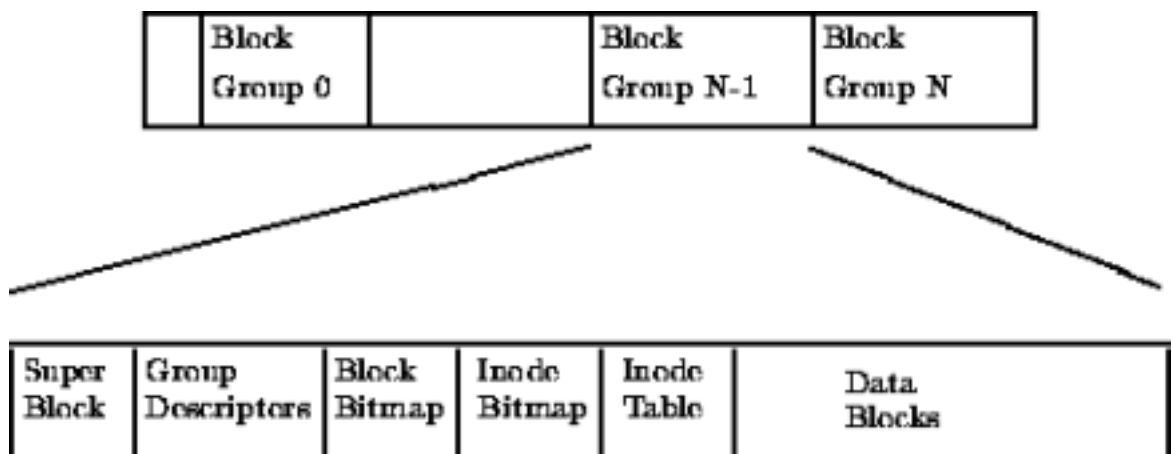 Block
Group 0
Block
Group N-1
Block
Group N
Super
Block
Group
Descriptors
Block
Bitmap
Inode
Bitmap
Inode
Table
Data
Blocks